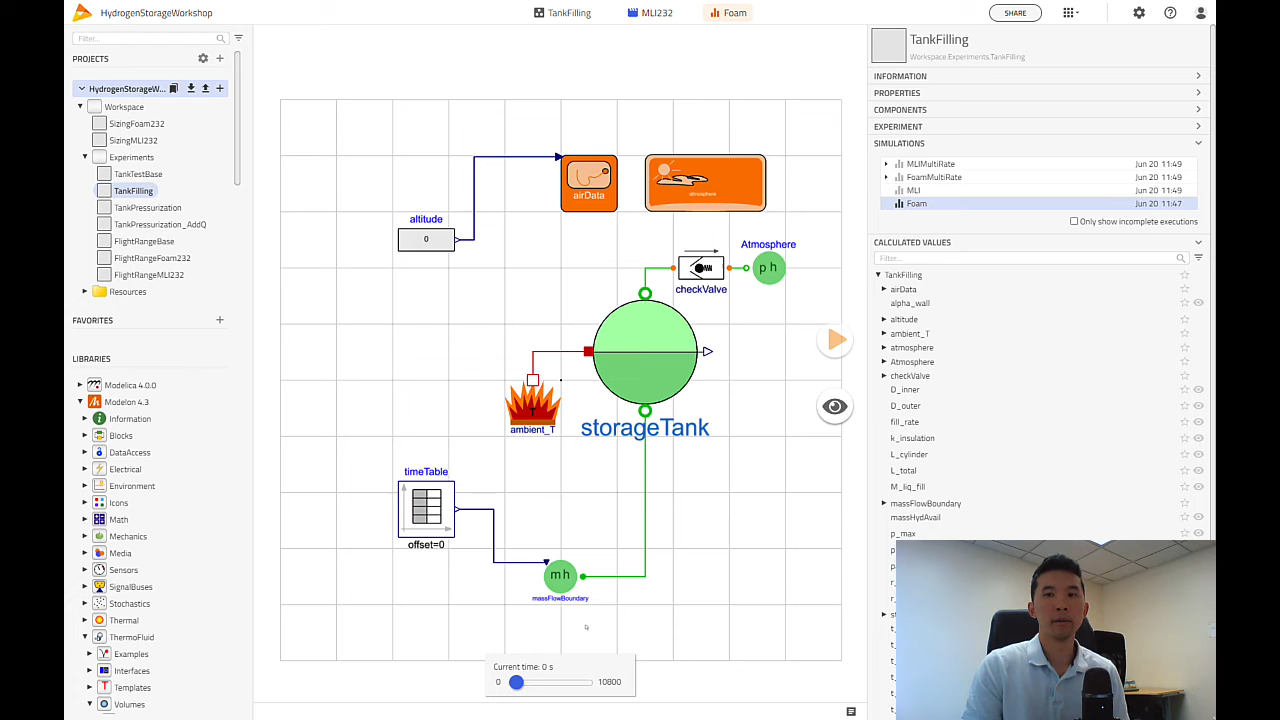 HydrogenStorageWorkshop
TankFilling
MLI232
Foam
SHARE
Filter...
PROJECTS
HydrogenStorageW...
Workspace
SizingFoam232
SizingMLI232
Experiments
TankTestBase
TankFilling
TankPressurization
TankPressurization_AddQ
FlightRangeBase
FlightRangeFoam232
FlightRangeMLI232
Resources
FAVORITES
LIBRARIES
Modelica 4.0.0
Modelon 4.3
Information
Blocks
DataAccess
Electrical
Environment
Icons
Math
Mechanics
Media
Sensors
SignalBuses
Stochastics
Thermal
ThermoFluid
Examples
Interfaces
Templates
Volumes
airData
atmosphere
altitude
0
Atmosphere
p h
checkValve
T
ambient_T
storageTank
timeTable
offset=0
m h
massFlowBoundary
Current time: 0 s
0
10800
TankFilling
Workspace.Experiments.TankFilling
INFORMATION
PROPERTIES
COMPONENTS
EXPERIMENT
SIMULATIONS
MLIMultiRate Jun 20 11:49
FoamMultiRate Jun 20 11:49
MLI Jun 20 11:49
Foam Jun 20 11:47
Only show incomplete executions
CALCULATED VALUES
Filter...
TankFilling
airData
alpha_wall
altitude
ambient_T
atmosphere
Atmosphere
checkValve
D_inner
D_outer
fill_rate
k_insulation
L_cylinder
L_total
M_liq_fill
massFlowBoundary
massHydAvail
p_max